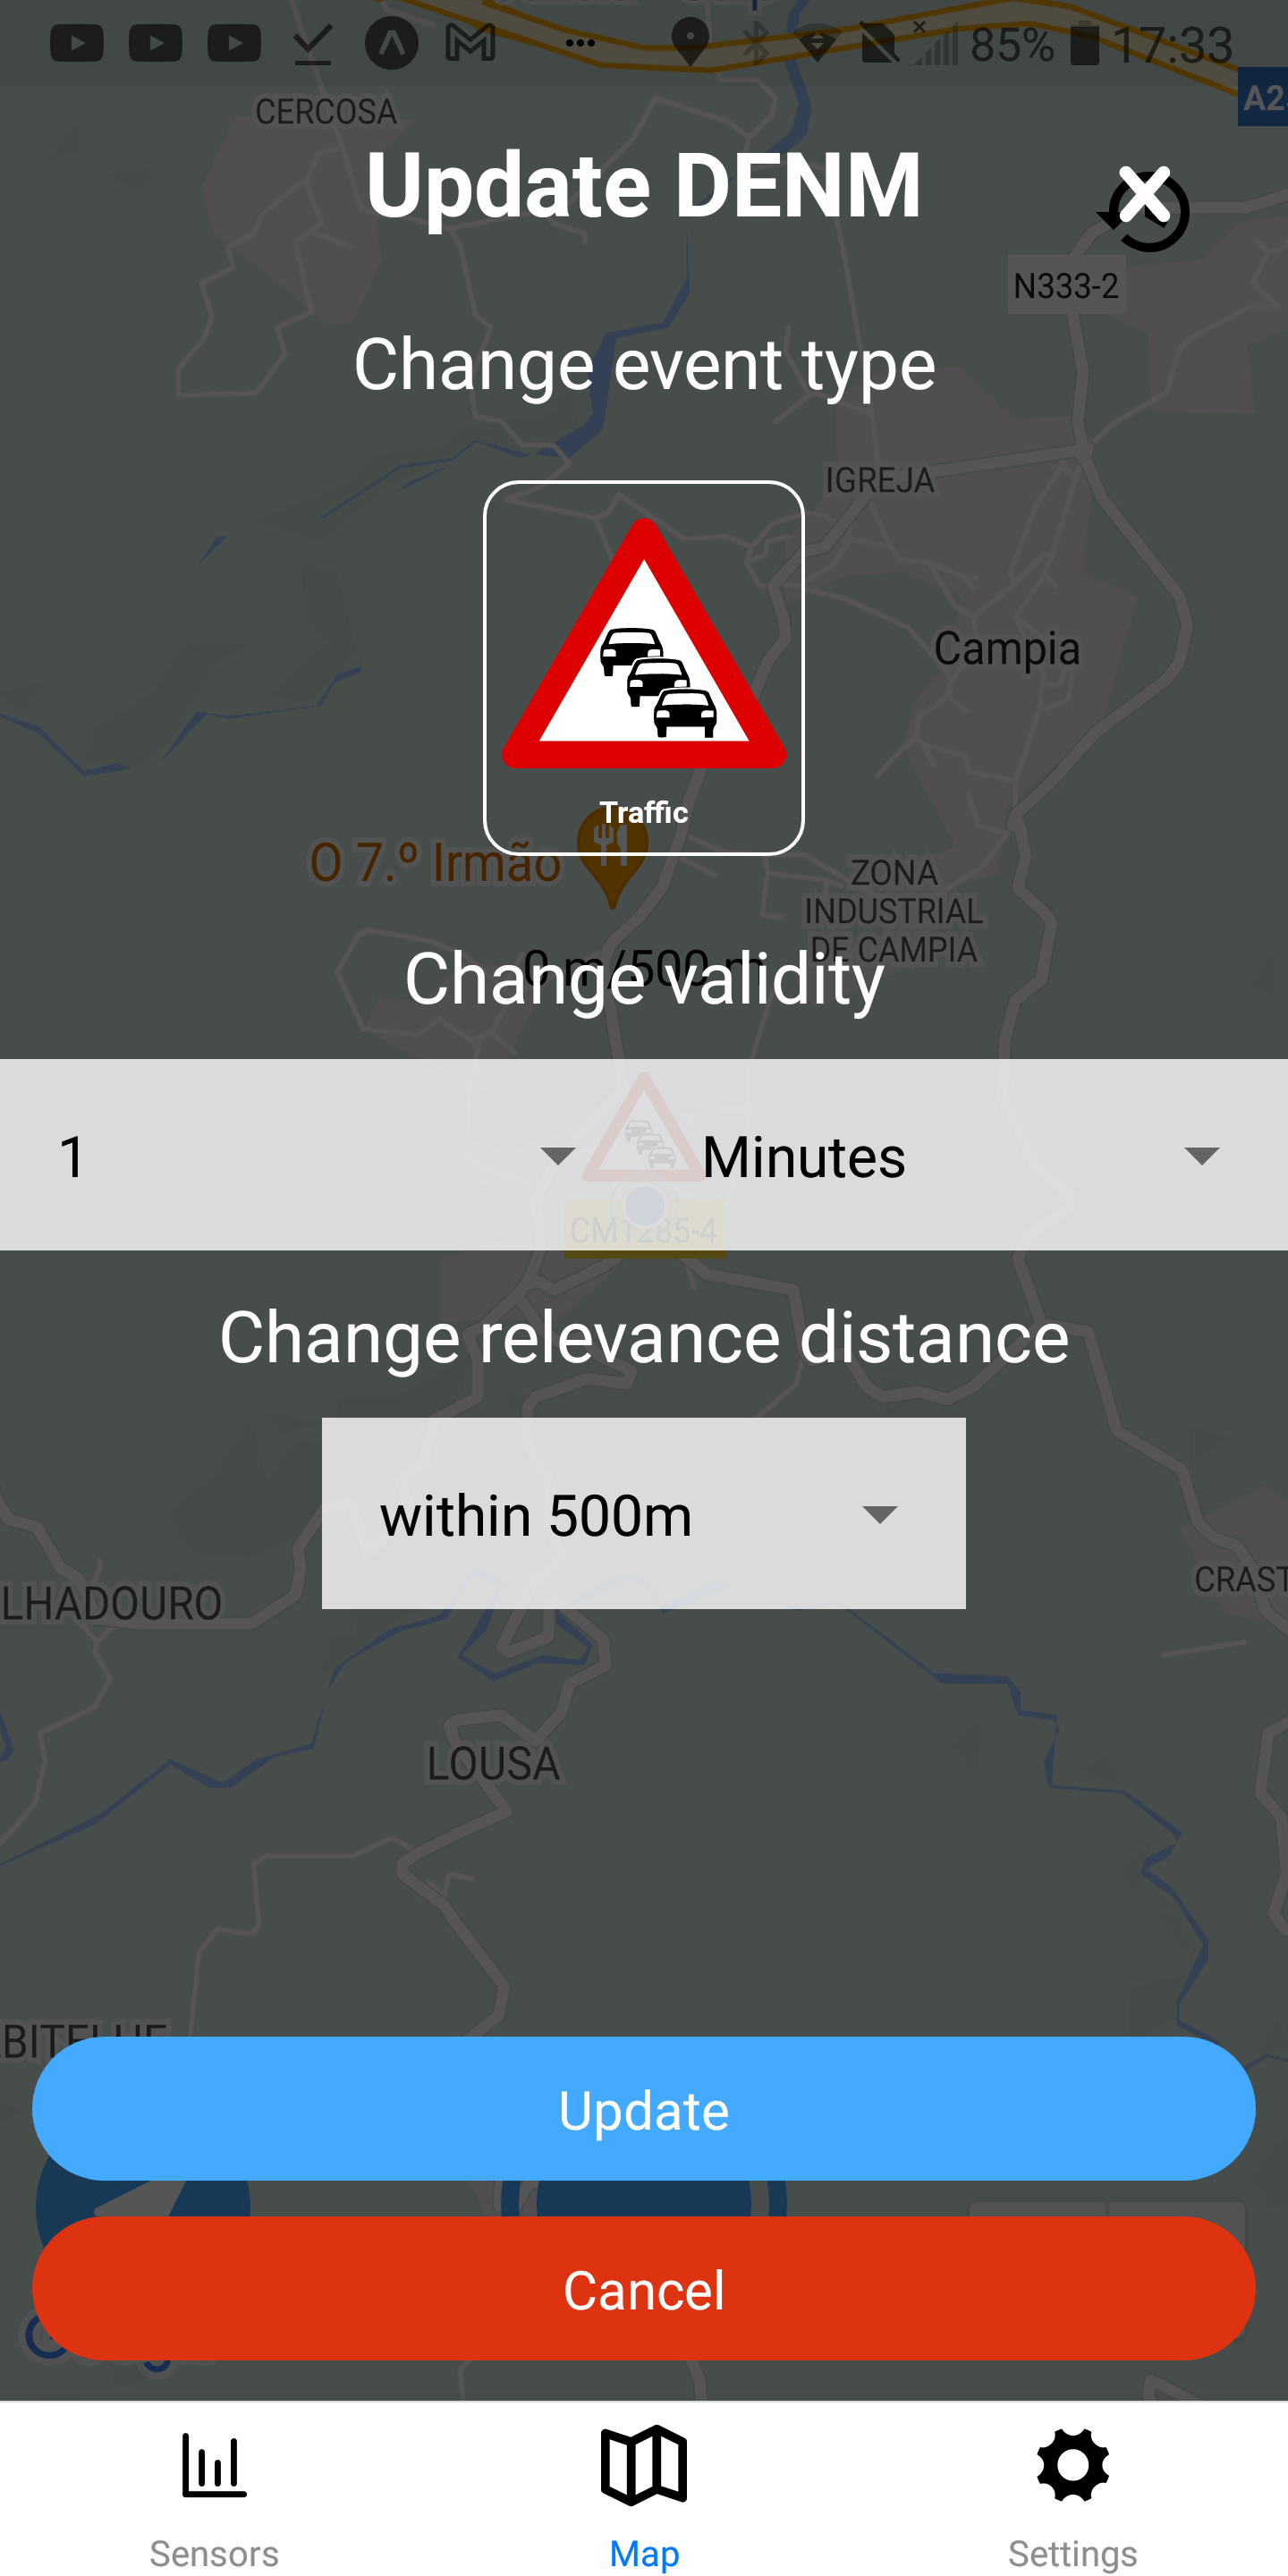 85% 17:33
A2
CERCOSA
Update DENM
N333-2
Change event type
IGREJA
Campia
Traffic
O 7.º Irmão
ZONA
INDUSTRIAL
DE CAMPIA
0 m/500 m
Change validity
1
Minutes
CM1285-4
Change relevance distance
within 500m
LHADOURO
CRAST
LOUSA
Update
Cancel
Sensors
Map
Settings